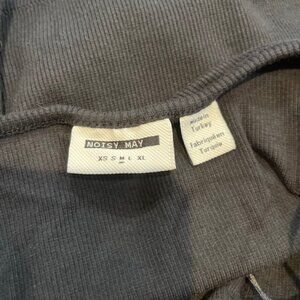 NOISY MAY
XS S M L XL
Made in
Turkey
Fabriqué en
Turquie